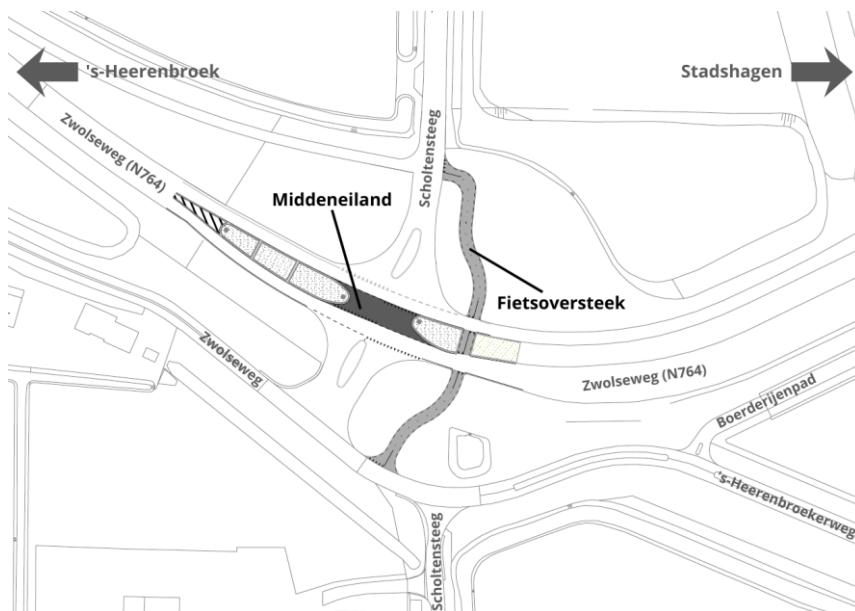 's-Heerenbroek
Stadshagen
Zwolseweg (N764)
Scholtensteeg
Middeneiland
Fietsoversteek
Zwolseweg
Zwolseweg (N764)
Boerderijenpad
's-Heerenbroekerweg
Scholtensteeg